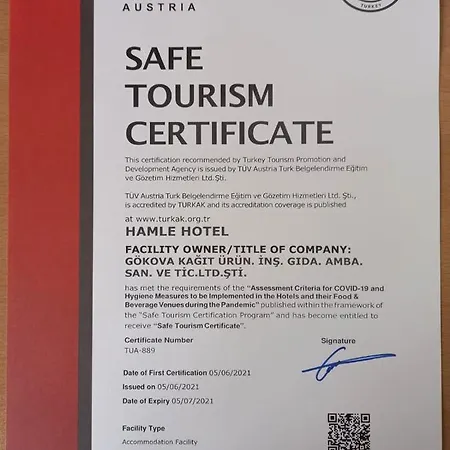 AUSTRIA
TURKEY
SAFE
TOURISM
CERTIFICATE
This certification recommended by Turkey Tourism Promotion and
Development Agency is issued by TÜV Austria Turk Belgelendirme Eğitim
ve Gözetim Hizmetleri Ltd.Şti.
TÜV Austria Turk Belgelendirme Eğitim ve Gözetim Hizmetleri Ltd. Şti.,
is accredited by TURKAK and its accreditation coverage is published
at www.turkak.org.tr
HAMLE HOTEL
FACILITY OWNER/TITLE OF COMPANY:
GÖKOVA KAĞIT ÜRÜN. İNŞ. GIDA. AMBA.
SAN. VE TİC.LTD.ŞTİ.
has met the requirements of the "Assessment Criteria for COVID-19 and
Hygiene Measures to be Implemented in the Hotels and their Food &
Beverage Venues during the Pandemic" published within the framework of
the "Safe Tourism Certification Program" and has become entitled to
receive "Safe Tourism Certificate".
Certificate Number
TUA-889
Signature
Date of First Certification 05/06/2021
Issued on 05/06/2021
Date of Expiry 05/07/2021
Facility Type
Accommodation Facility